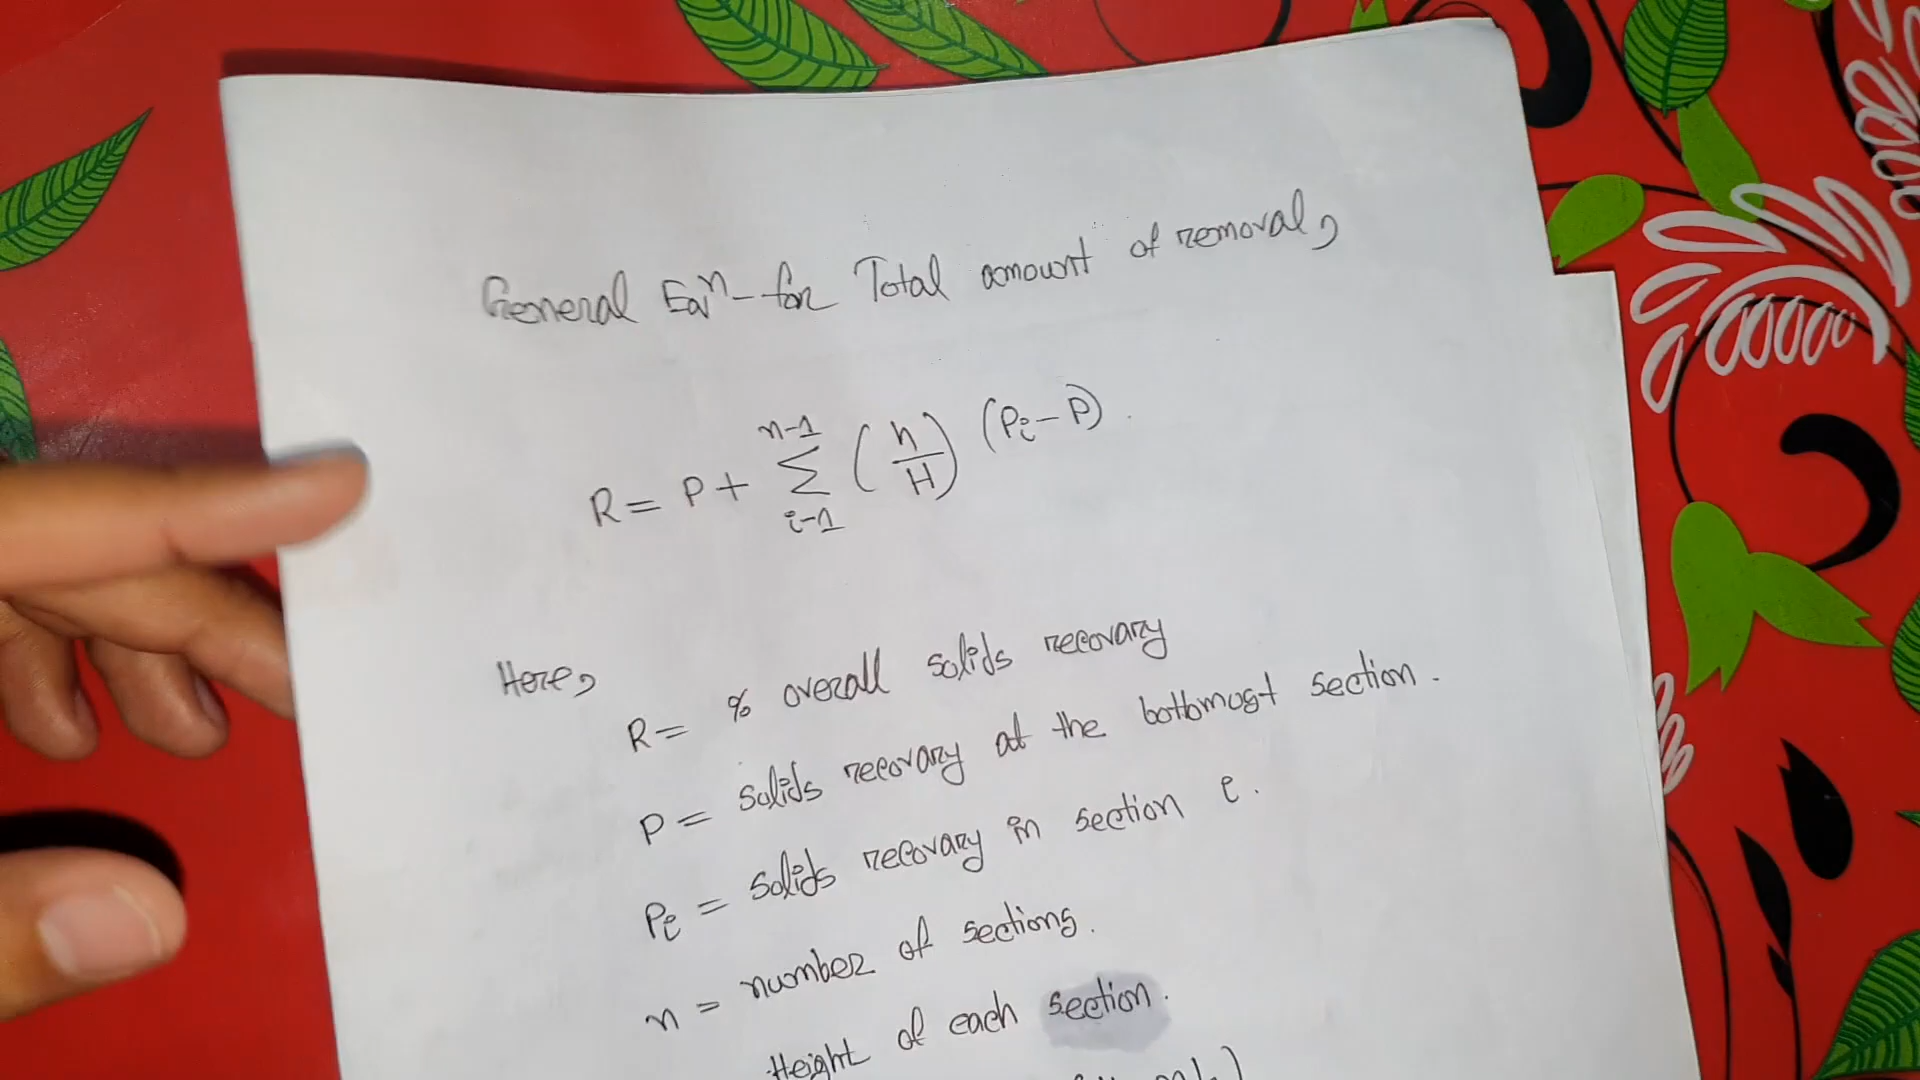 General Eqⁿ- for Total amount of removal,
R = P + Σ (i-1, n-1) (h/H) (Pi - P)
Here,
R = % overall solids recovary
P = solids recovary at the bottomost section.
Pi = solids recovary in section i.
n = number of sections.
Height of each section.